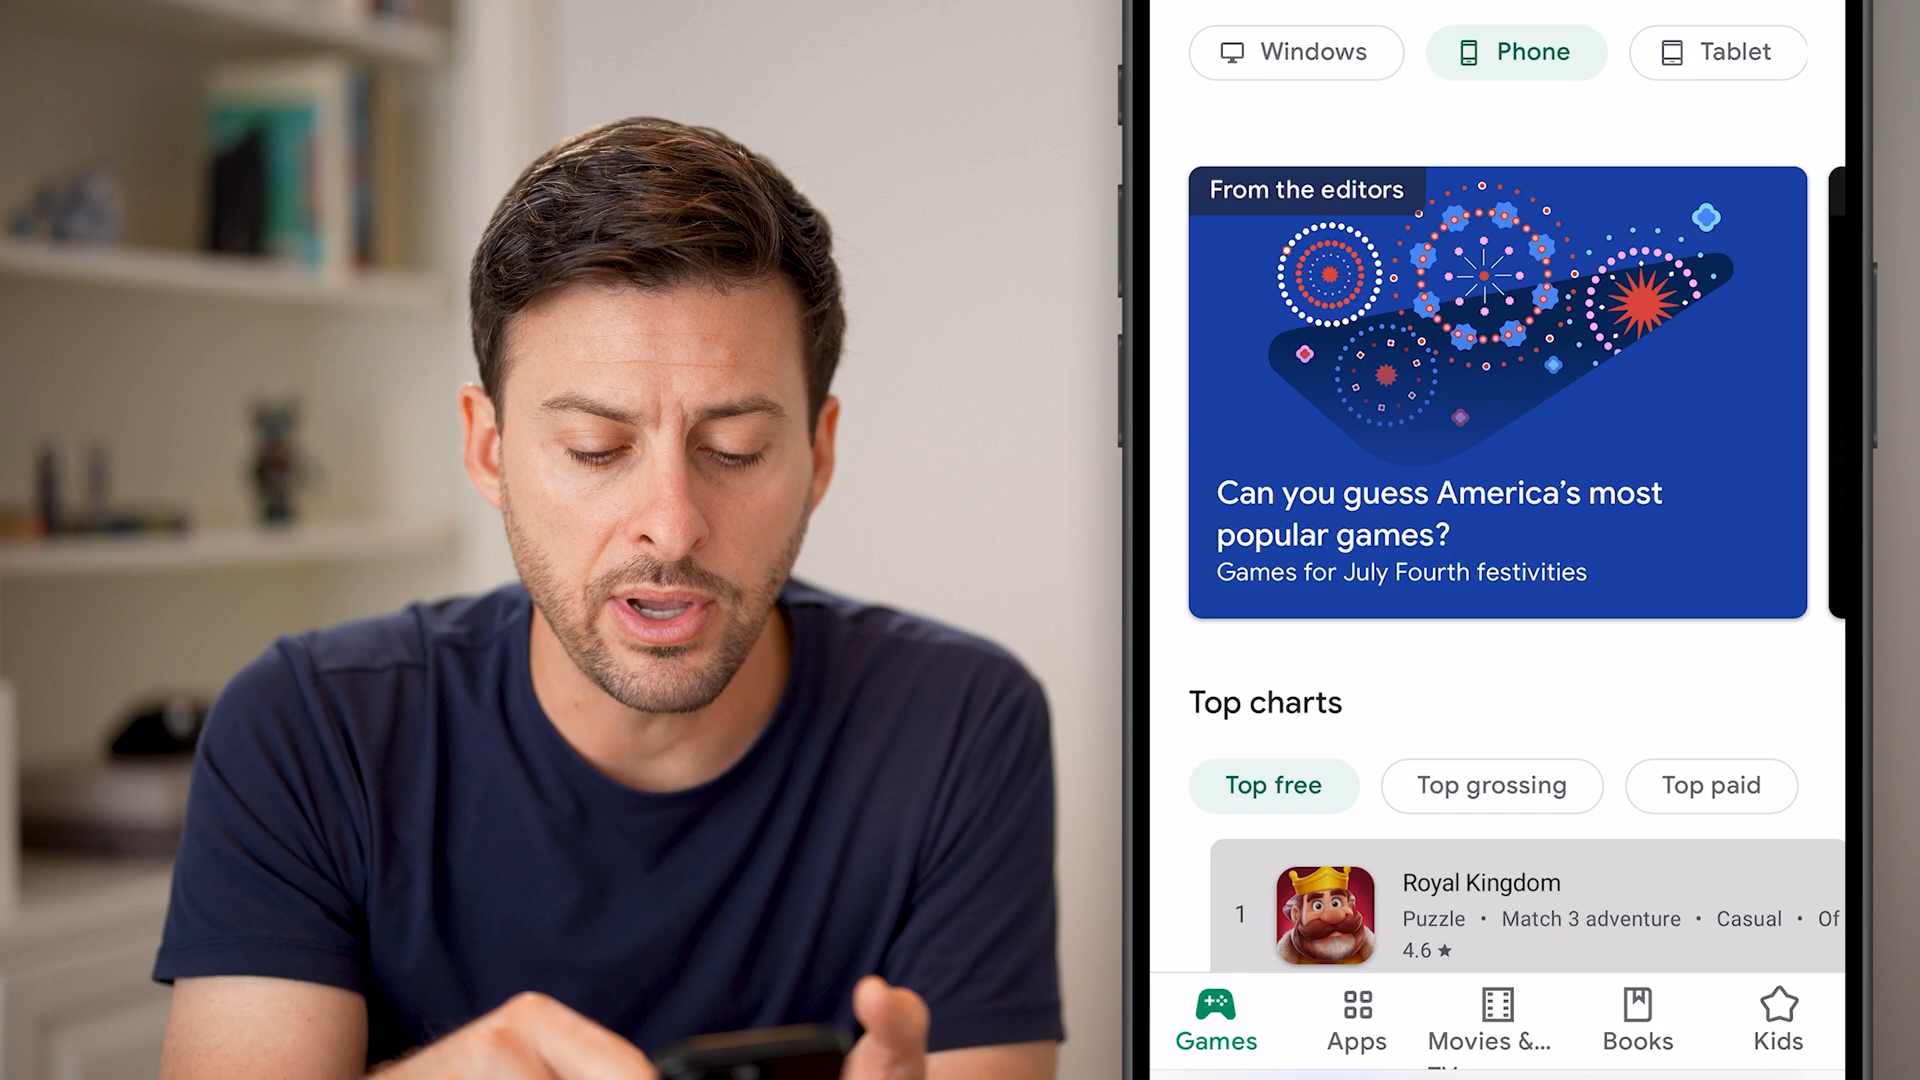 Windows
Phone
Tablet
From the editors
Can you guess America's most
popular games?
Games for July Fourth festivities
Top charts
Top free
Top grossing
Top paid
1
Royal Kingdom
Puzzle • Match 3 adventure • Casual • Of
4.6 ★
Games
Apps
Movies &...
Books
Kids